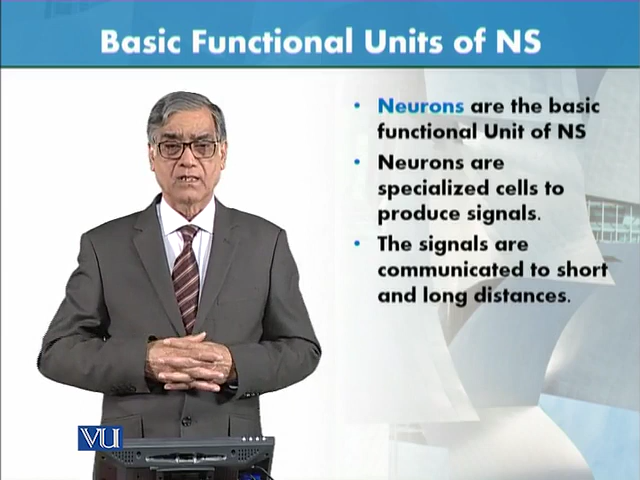 Basic Functional Units of NS
• Neurons are the basic
functional Unit of NS
• Neurons are
specialized cells to
produce signals.
• The signals are
communicated to short
and long distances.
VU